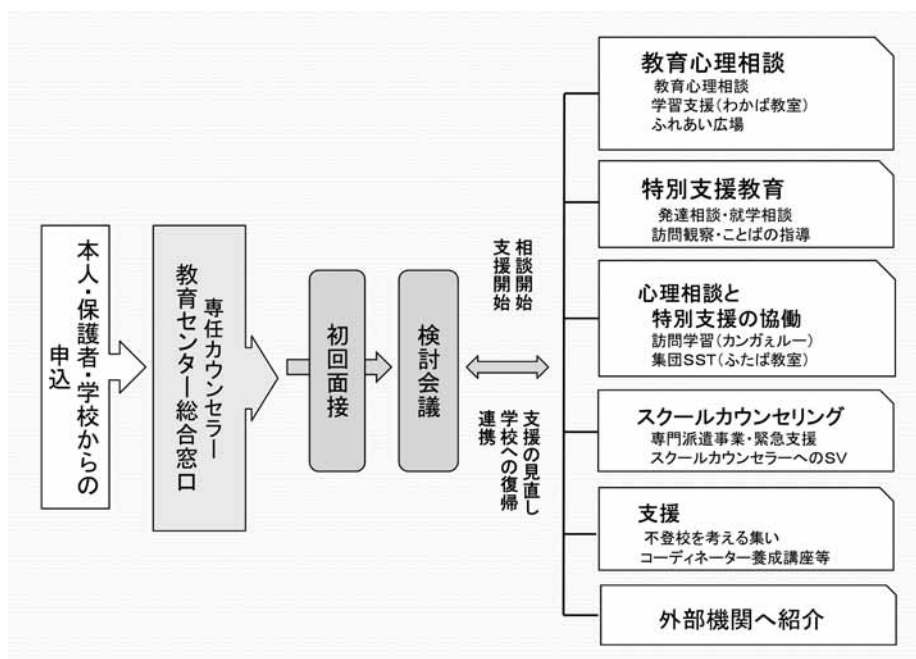 本人・保護者・学校からの
申込
専任カウンセラー
教育センター総合窓口
初回面接
検討会議
相談開始
支援開始
支援の見直し
学校への復帰
連携
教育心理相談
教育心理相談
学習支援(わかば教室)
ふれあい広場
特別支援教育
発達相談・就学相談
訪問観察・ことばの指導
心理相談と
特別支援の協働
訪問学習(カンガぇルー)
集団SST(ふたば教室)
スクールカウンセリング
専門派遣事業・緊急支援
スクールカウンセラーへのSV
支援
不登校を考える集い
コーディネーター養成講座等
外部機関へ紹介